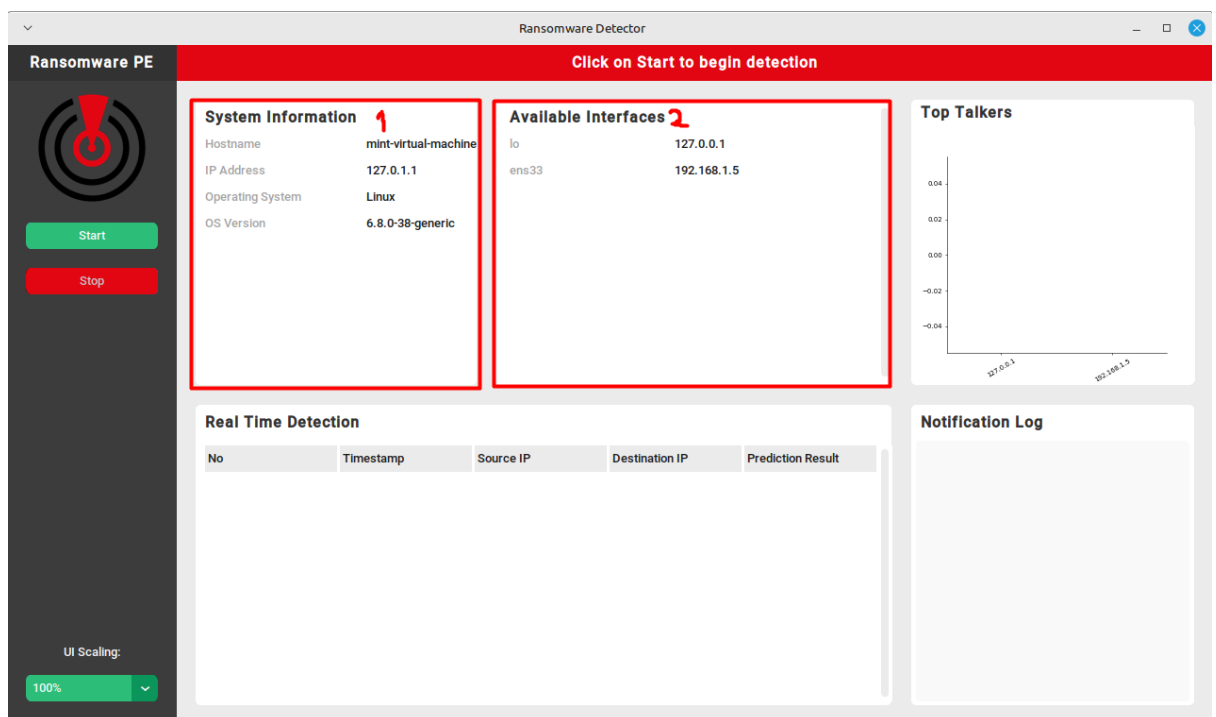 Ransomware Detector
Ransomware PE
Click on Start to begin detection
Start
Stop
UI Scaling:
100%
System Information 1
Hostname mint-virtual-machine
IP Address 127.0.1.1
Operating System Linux
OS Version 6.8.0-38-generic
Available Interfaces 2
lo 127.0.0.1
ens33 192.168.1.5
Top Talkers
0.04
0.02
0.00
−0.02
−0.04
127.0.0.1
192.168.1.5
Real Time Detection
No Timestamp Source IP Destination IP Prediction Result
Notification Log